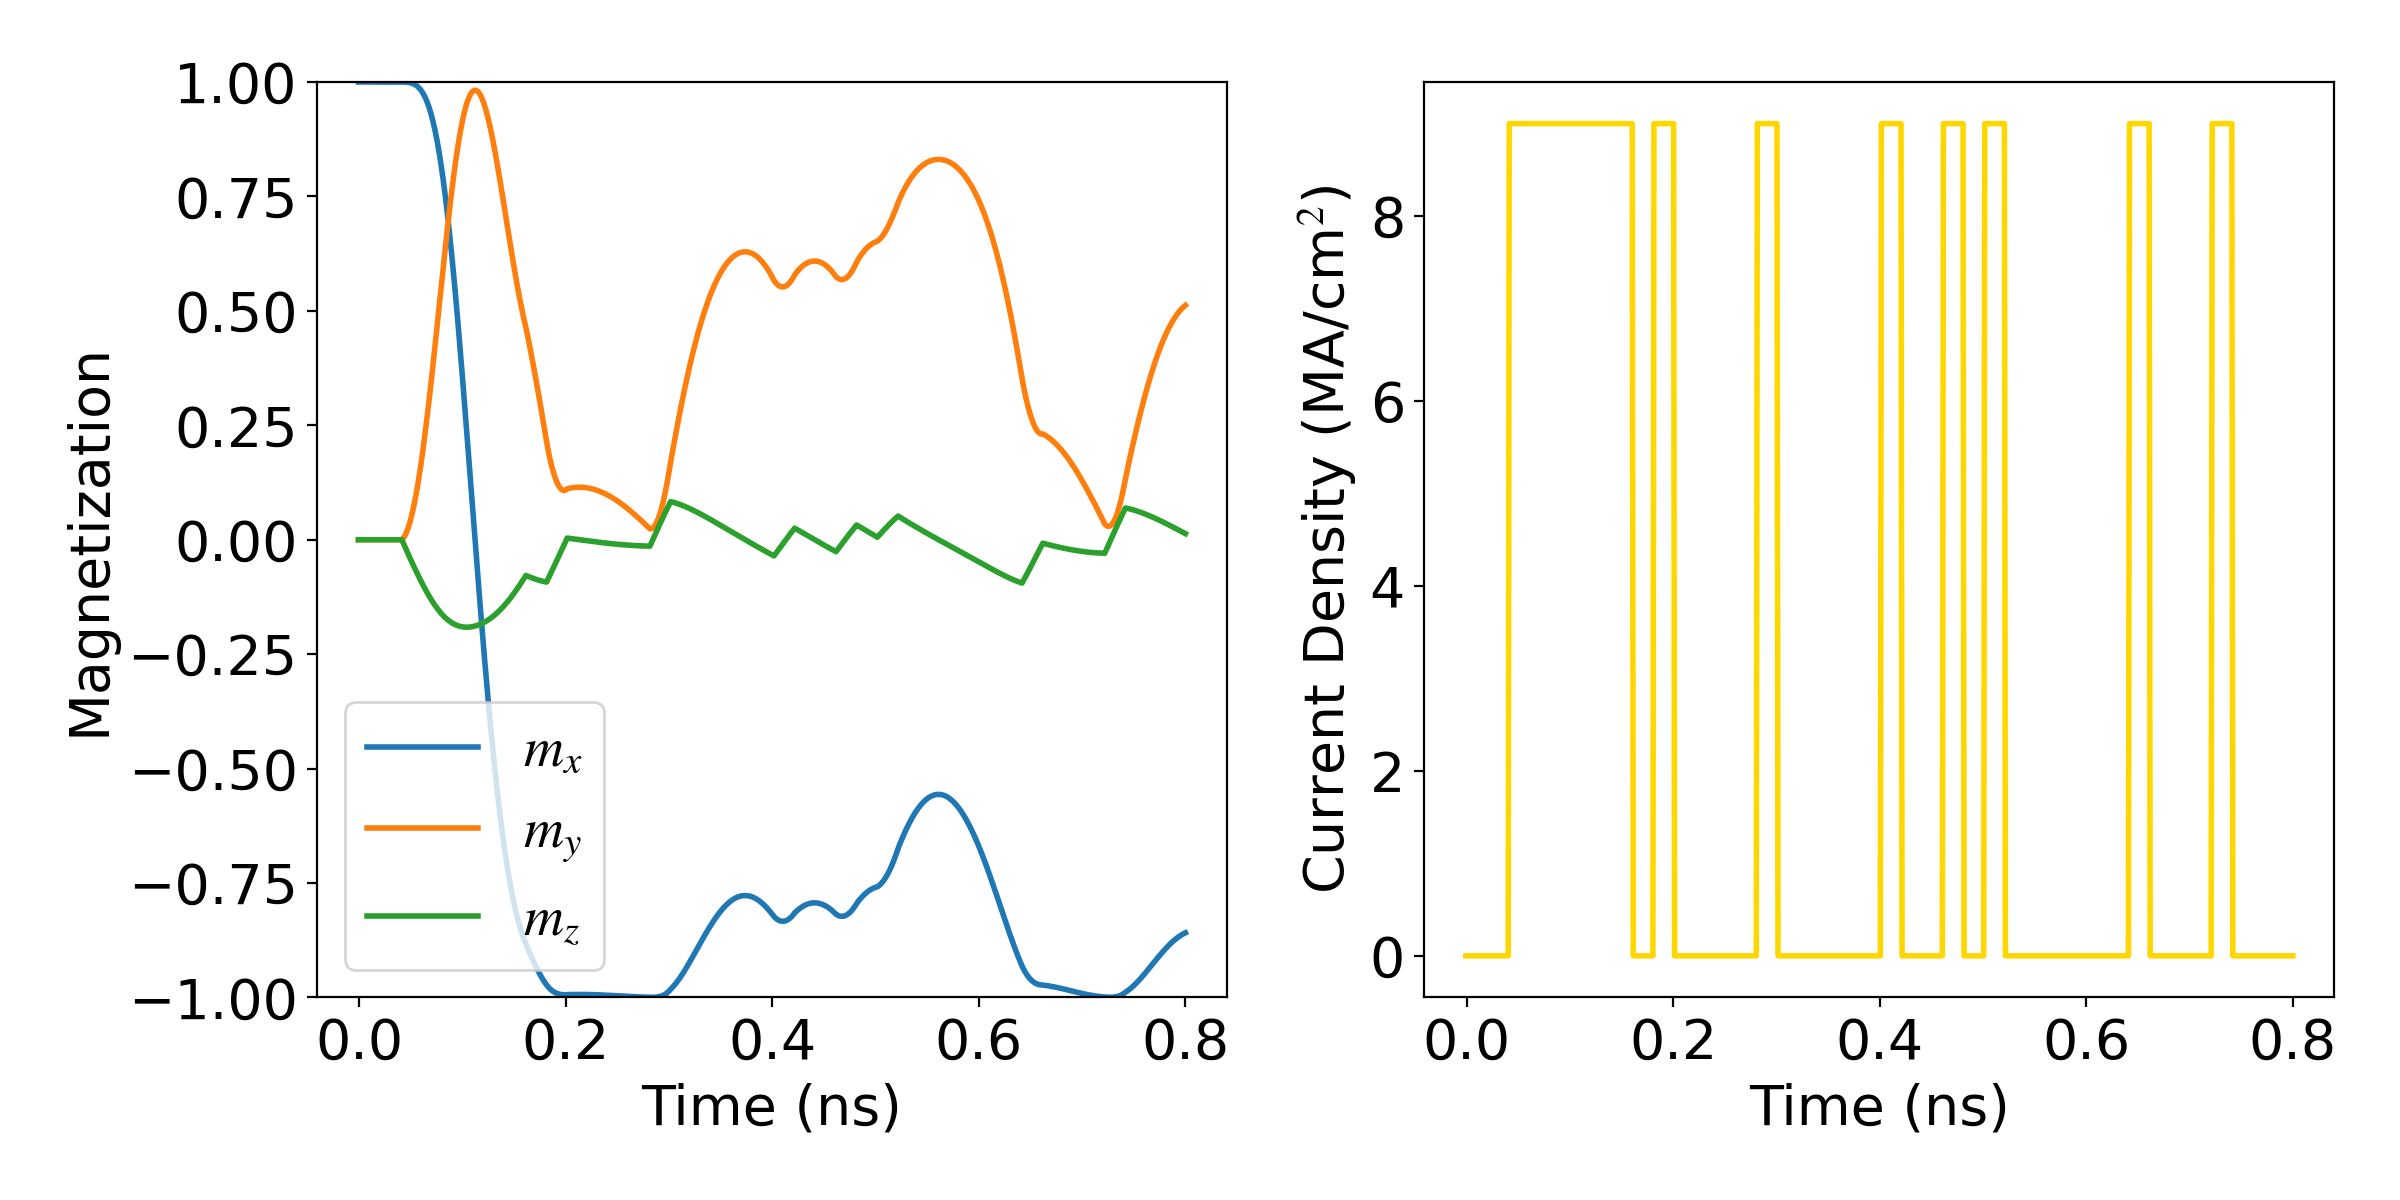 1.00
0.75
0.50
0.25
0.00
−0.25
−0.50
−0.75
−1.00
Magnetization
m_x
m_y
m_z
0.0 0.2 0.4 0.6 0.8
Time (ns)
8
6
4
2
0
Current Density (MA/cm²)
0.0 0.2 0.4 0.6 0.8
Time (ns)